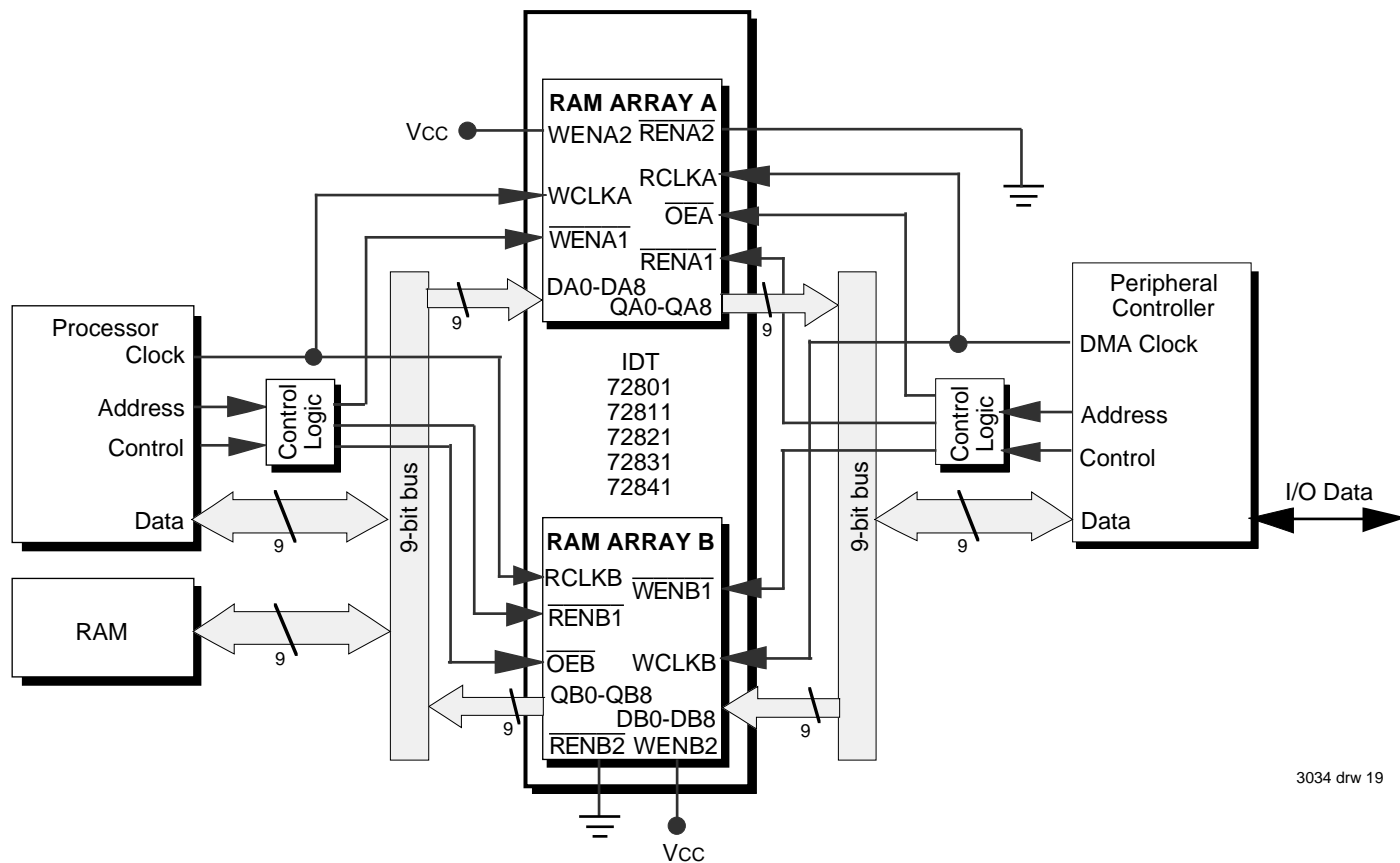 RAM ARRAY A
VCC
WENA2
RENA2
WCLKA
RCLKA
OEA
WENA1
RENA1
DA0-DA8
QA0-QA8
9
9
Processor
Clock
Address
Control
Data
9
Control
Logic
RAM
9
9-bit bus
IDT
72801
72811
72821
72831
72841
9-bit bus
Control
Logic
Peripheral
Controller
DMA Clock
Address
Control
Data
9
I/O Data
RAM ARRAY B
RCLKB
WENB1
RENB1
OEB
WCLKB
QB0-QB8
DB0-DB8
9
9
RENB2
WENB2
VCC
3034 drw 19